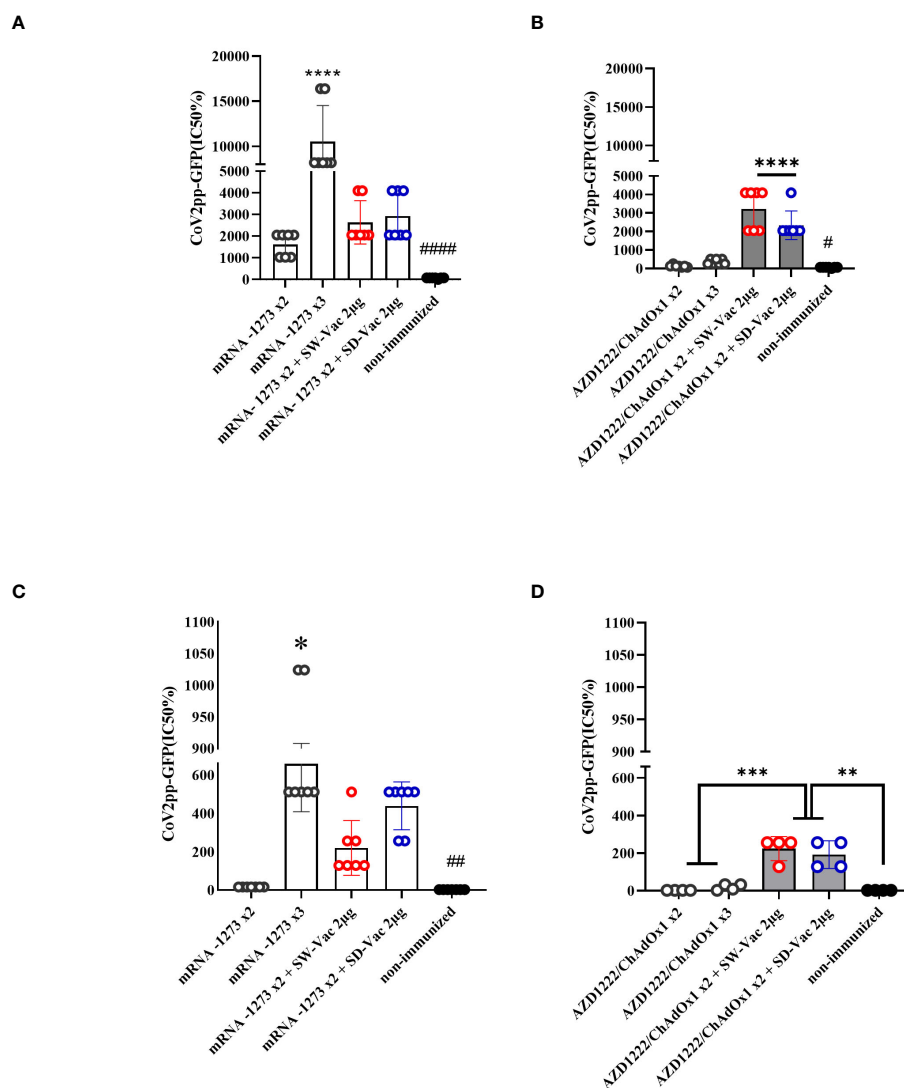 A
CoV2pp-GFP(IC50%)
20000
15000
10000
5000
4000
3000
2000
1000
0
****
####
mRNA -1273 x2
mRNA -1273 x3
mRNA- 1273 x2 + SW-Vac 2µg
mRNA- 1273 x2 + SD-Vac 2µg
non-immunized
B
CoV2pp-GFP(IC50%)
20000
15000
10000
5000
4000
3000
2000
1000
0
****
#
AZD1222/ChAdOx1 x2
AZD1222/ChAdOx1 x3
AZD1222/ChAdOx1 x2 + SW-Vac 2µg
AZD1222/ChAdOx1 x2 + SD-Vac 2µg
non-immunized
C
CoV2pp-GFP(IC50%)
1100
1050
1000
950
900
600
400
200
0
*
##
mRNA -1273 x2
mRNA -1273 x3
mRNA -1273 x2 + SW-Vac 2µg
mRNA -1273 x2 + SD-Vac 2µg
non-immunized
D
CoV2pp-GFP(IC50%)
1100
1050
1000
950
900
600
400
200
0
***
**
AZD1222/ChAdOx1 x2
AZD1222/ChAdOx1 x3
AZD1222/ChAdOx1 x2 + SW-Vac 2µg
AZD1222/ChAdOx1 x2 + SD-Vac 2µg
non-immunized